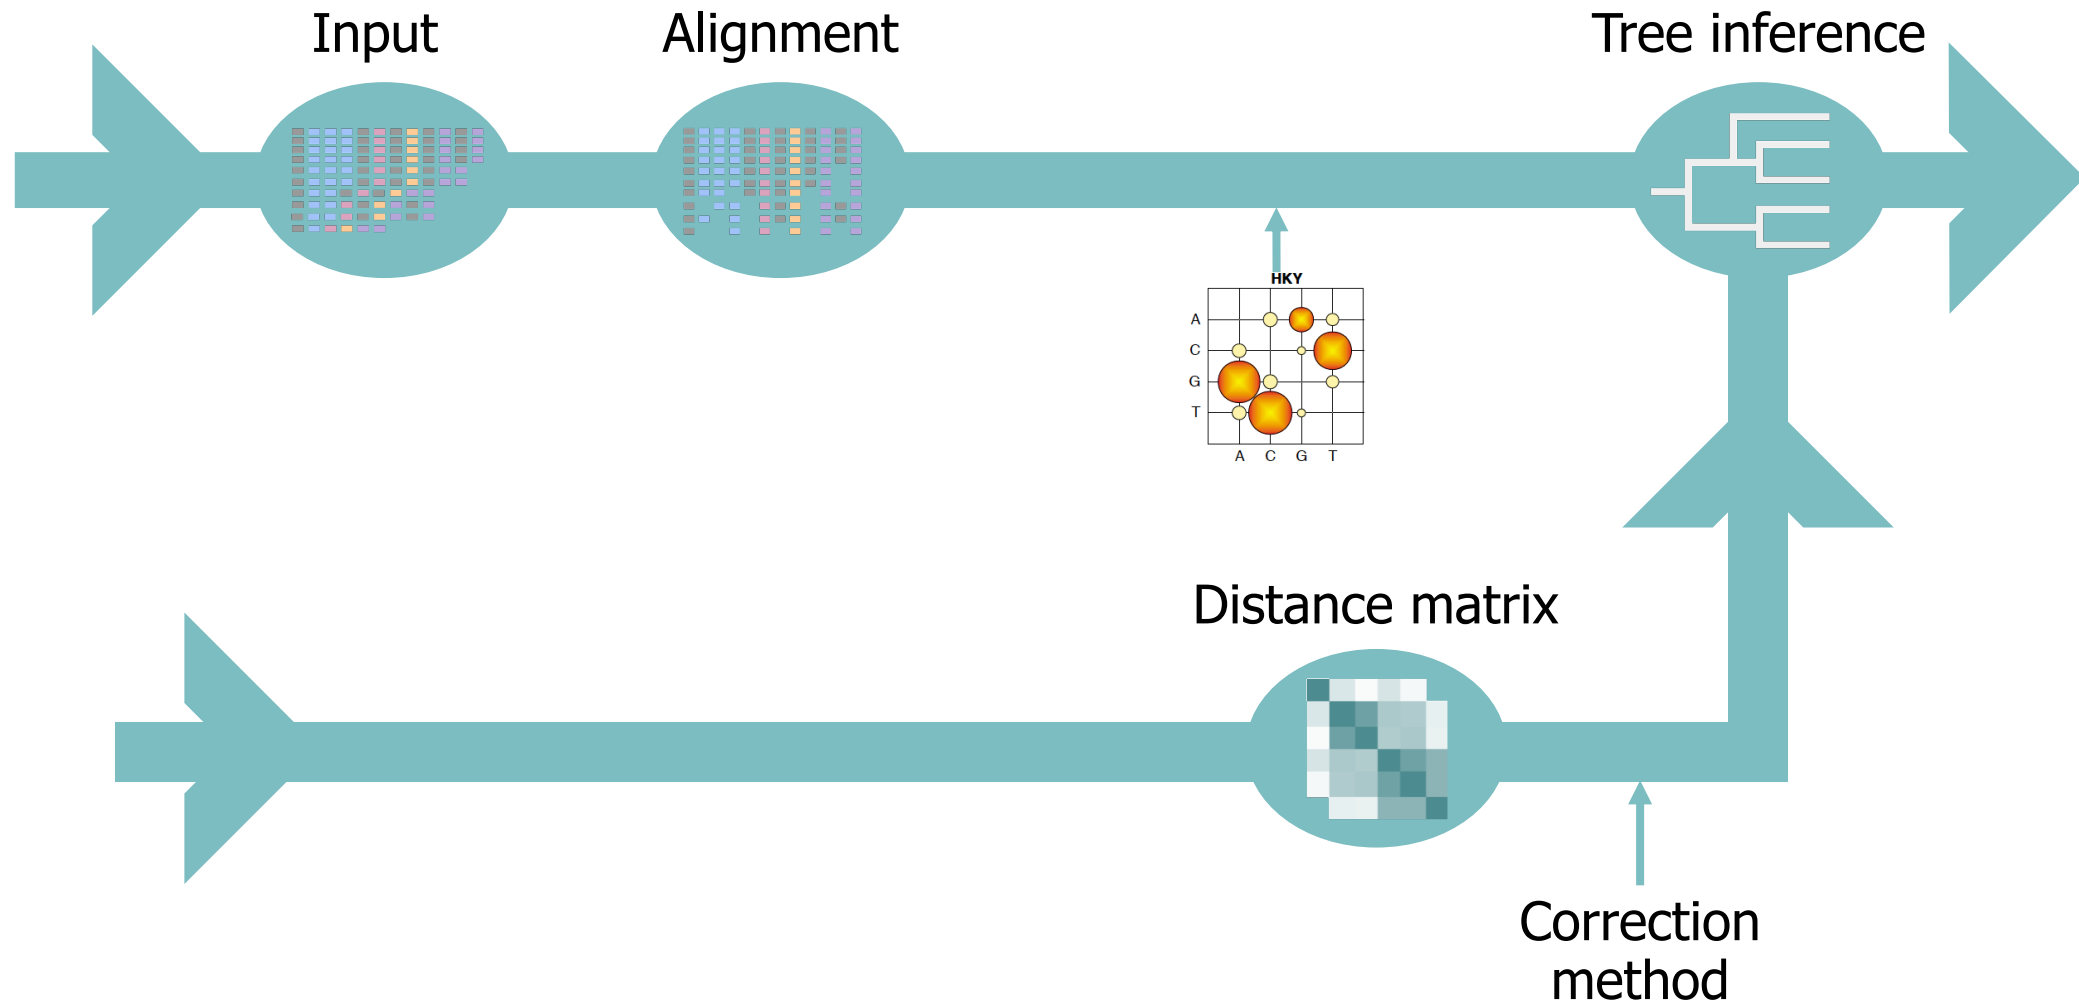 Input
Alignment
Tree inference
HKY
A
C
G
T
A C G T
Distance matrix
Correction
method